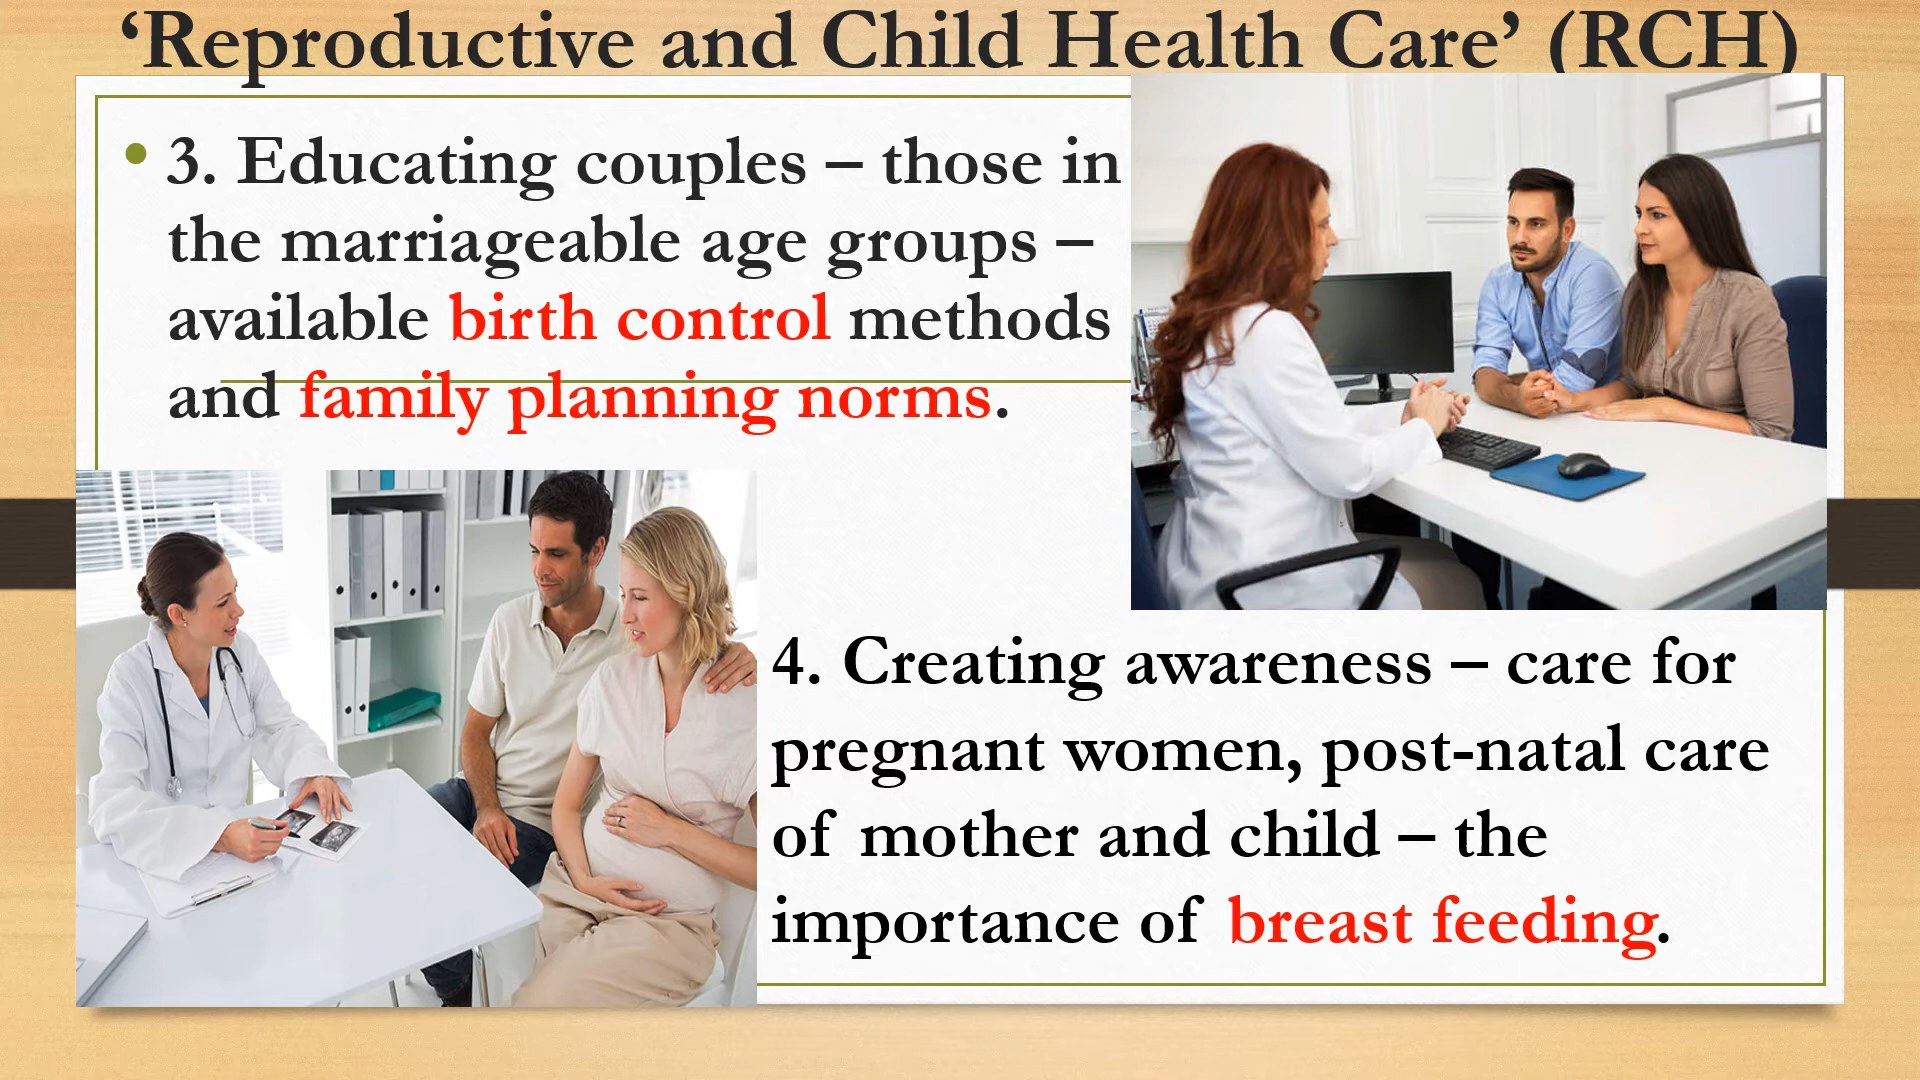 ‘Reproductive and Child Health Care’ (RCH)
• 3. Educating couples – those in
the marriageable age groups –
available birth control methods
and family planning norms.
4. Creating awareness – care for
pregnant women, post-natal care
of mother and child – the
importance of breast feeding.